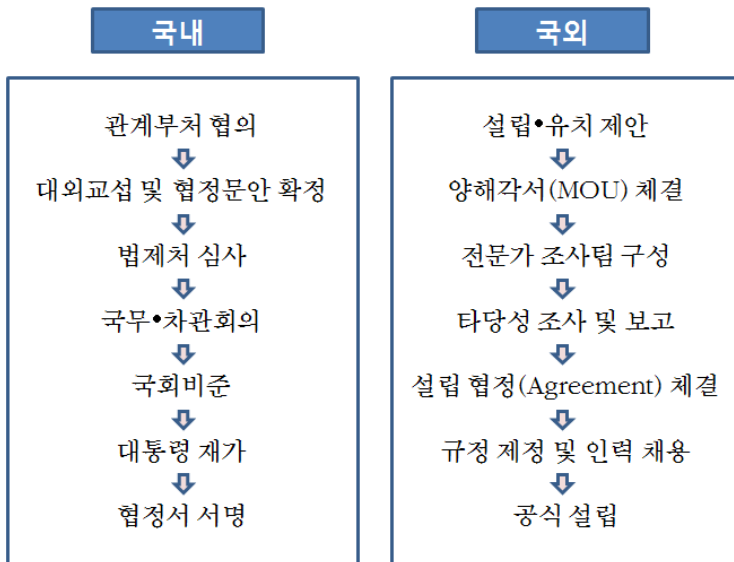 국내
관계부처 협의
대외교섭 및 협정문안 확정
법제처 심사
국무•차관회의
국회비준
대통령 재가
협정서 서명
국외
설립•유치 제안
양해각서(MOU) 체결
전문가 조사팀 구성
타당성 조사 및 보고
설립 협정(Agreement) 체결
규정 제정 및 인력 채용
공식 설립